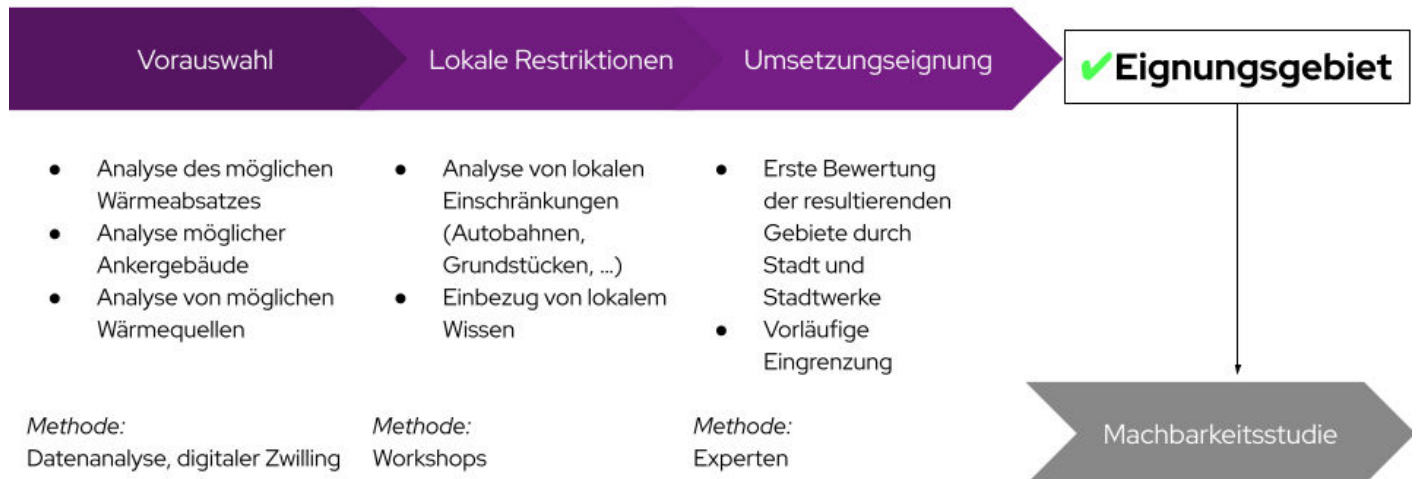 Vorauswahl
Lokale Restriktionen
Umsetzungseignung
✔Eignungsgebiet
● Analyse des möglichen
Wärmeabsatzes
● Analyse möglicher
Ankergebäude
● Analyse von möglichen
Wärmequellen
● Analyse von lokalen
Einschränkungen
(Autobahnen,
Grundstücken, ...)
● Einbezug von lokalem
Wissen
● Erste Bewertung
der resultierenden
Gebiete durch
Stadt und
Stadtwerke
● Vorläufige
Eingrenzung
Methode:
Datenanalyse, digitaler Zwilling
Methode:
Workshops
Methode:
Experten
Machbarkeitsstudie